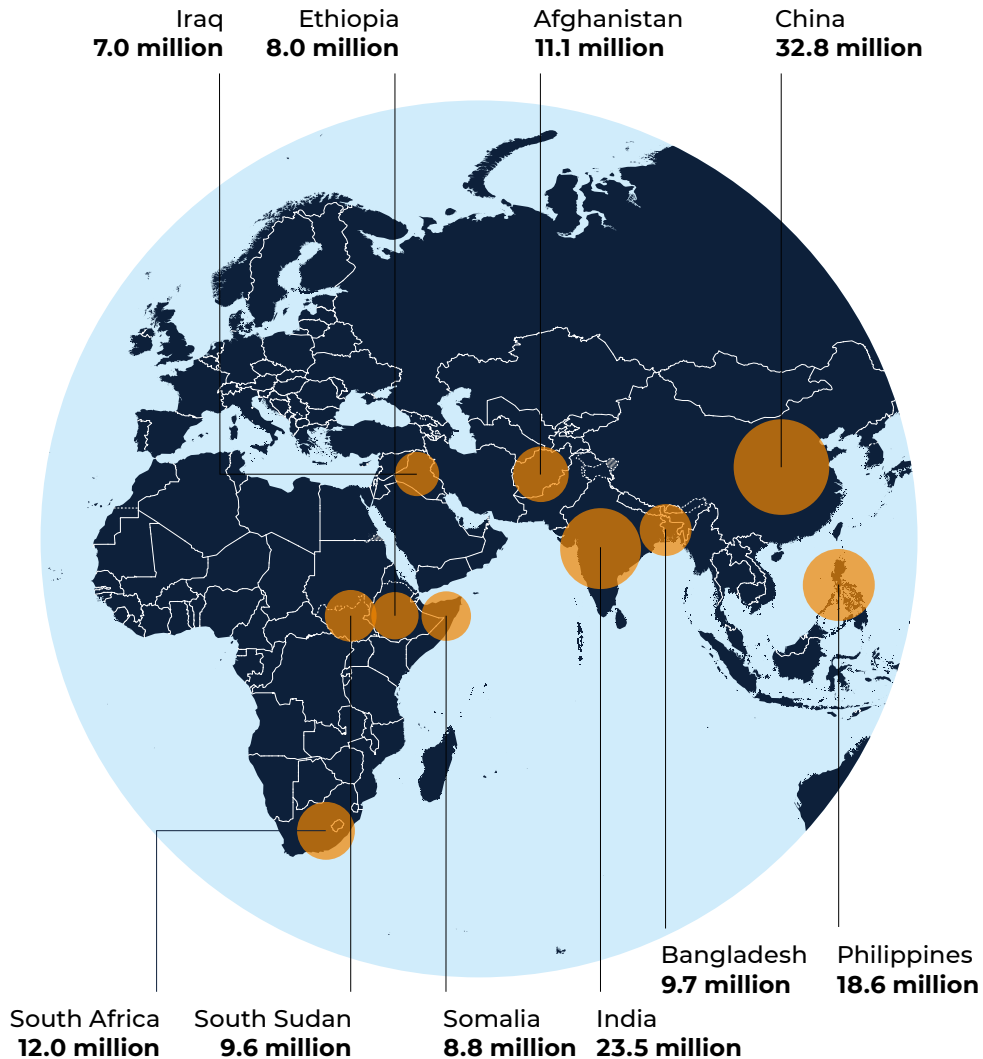 Iraq
7.0 million
Ethiopia
8.0 million
Afghanistan
11.1 million
China
32.8 million
Bangladesh
9.7 million
Philippines
18.6 million
South Africa
12.0 million
South Sudan
9.6 million
Somalia
8.8 million
India
23.5 million